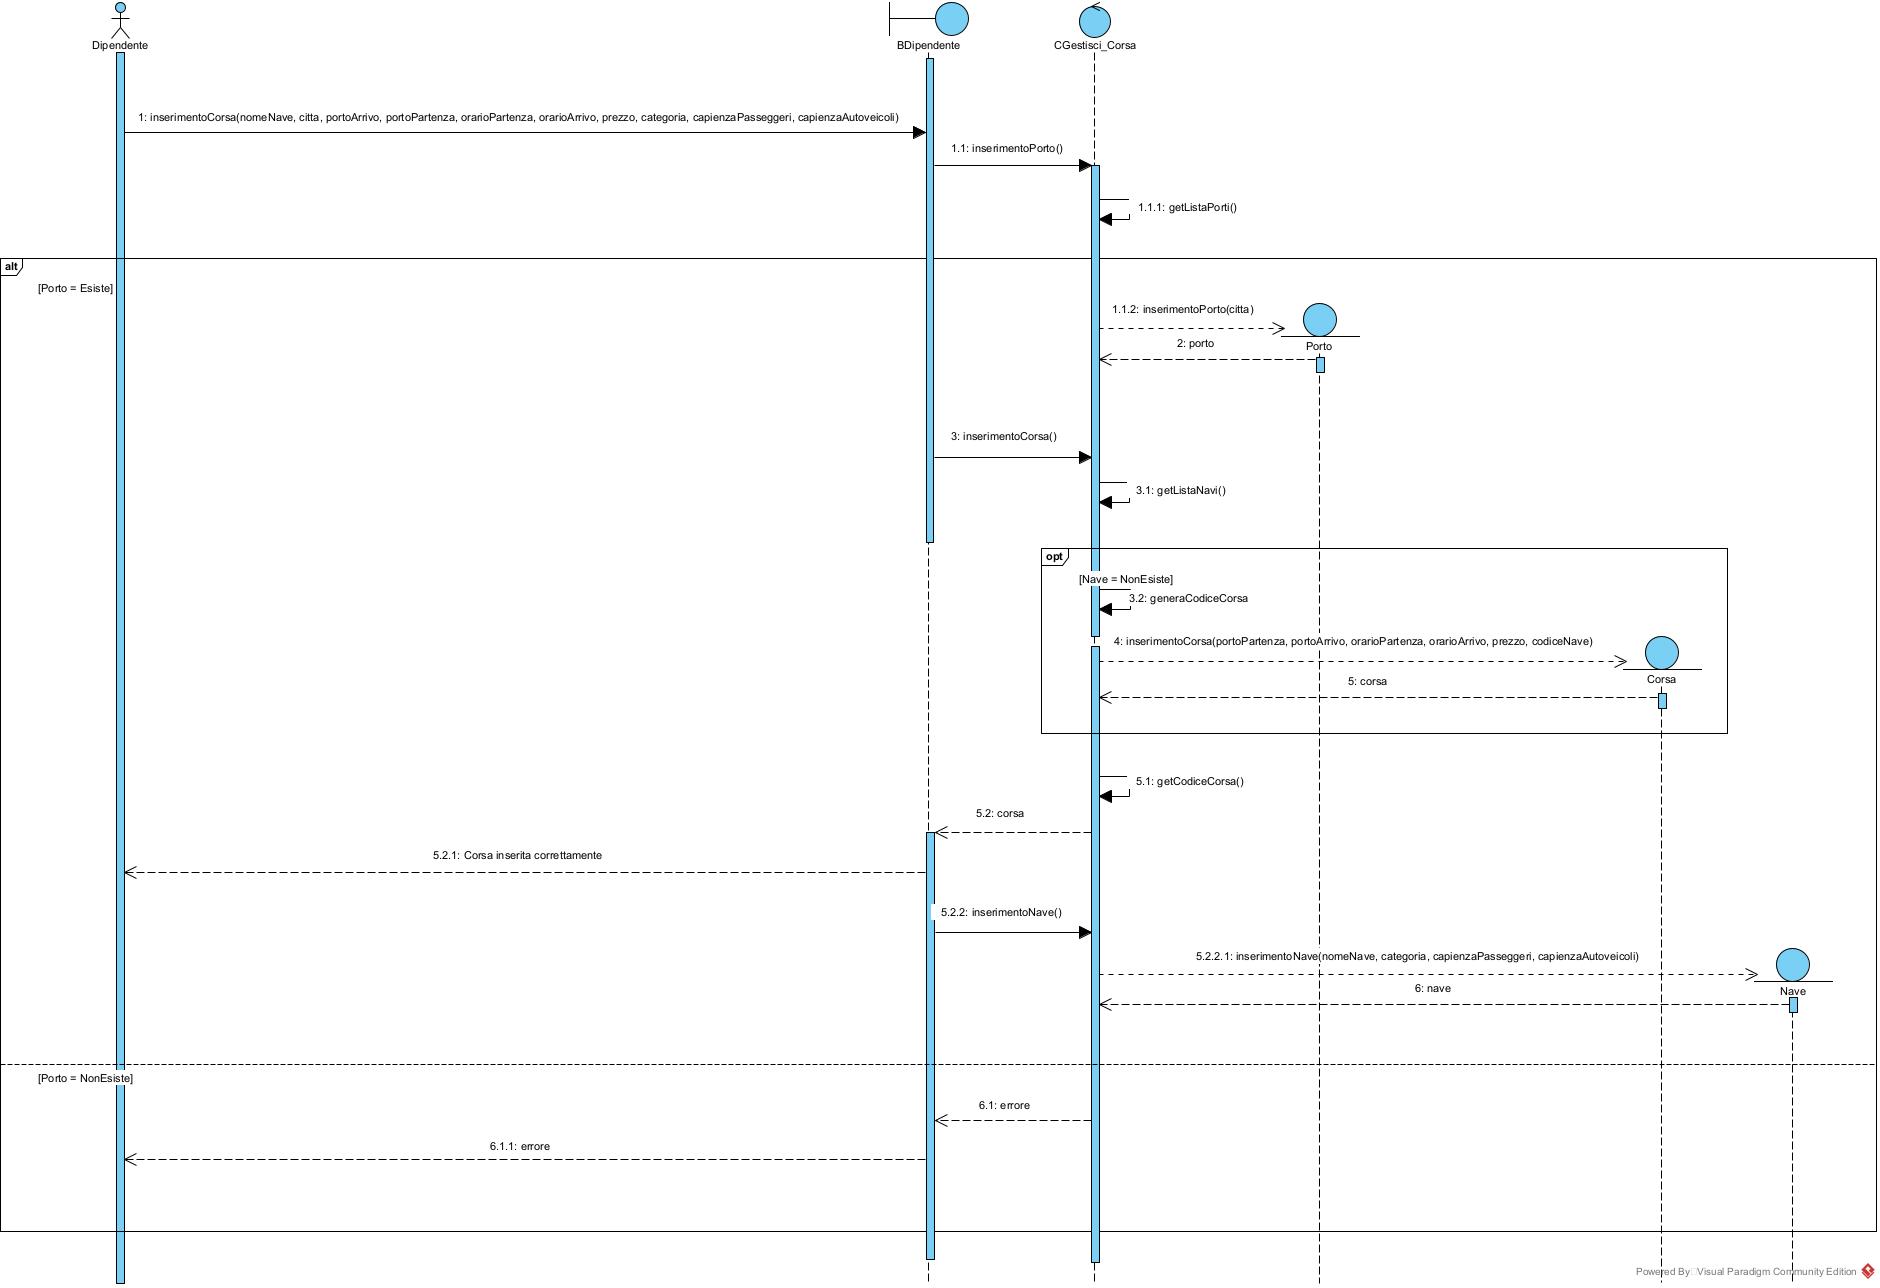 Dipendente
BDipendente
CGestisci_Corsa
1: inserimentoCorsa(nomeNave, citta, portoArrivo, portoPartenza, orarioPartenza, orarioArrivo, prezzo, categoria, capienzaPasseggeri, capienzaAutoveicoli)
1.1: inserimentoPorto()
1.1.1: getListaPorti()
alt
[Porto = Esiste]
1.1.2: inserimentoPorto(citta)
Porto
2: porto
3: inserimentoCorsa()
3.1: getListaNavi()
opt
[Nave = NonEsiste]
3.2: generaCodiceCorsa
4: inserimentoCorsa(portoPartenza, portoArrivo, orarioPartenza, orarioArrivo, prezzo, codiceNave)
Corsa
5: corsa
5.1: getCodiceCorsa()
5.2: corsa
5.2.1: Corsa inserita correttamente
5.2.2: inserimentoNave()
5.2.2.1: inserimentoNave(nomeNave, categoria, capienzaPasseggeri, capienzaAutoveicoli)
Nave
6: nave
[Porto = NonEsiste]
6.1: errore
6.1.1: errore
Powered By Visual Paradigm Community Edition